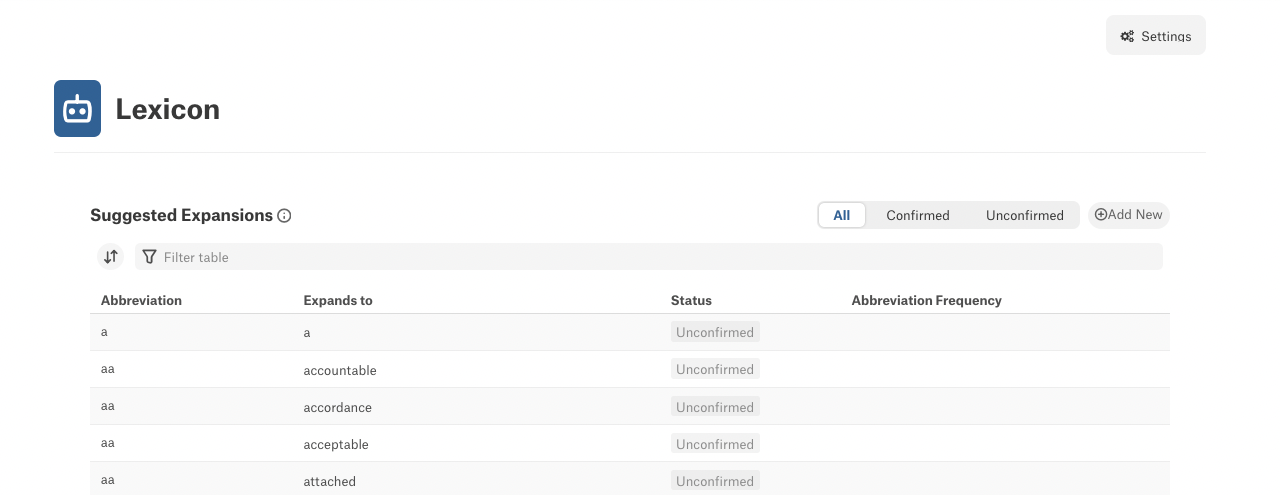 Settings
Lexicon
Suggested Expansions
All Confirmed Unconfirmed Add New
Filter table
Abbreviation Expands to Status Abbreviation Frequency
a a Unconfirmed
aa accountable Unconfirmed
aa accordance Unconfirmed
aa acceptable Unconfirmed
aa attached Unconfirmed